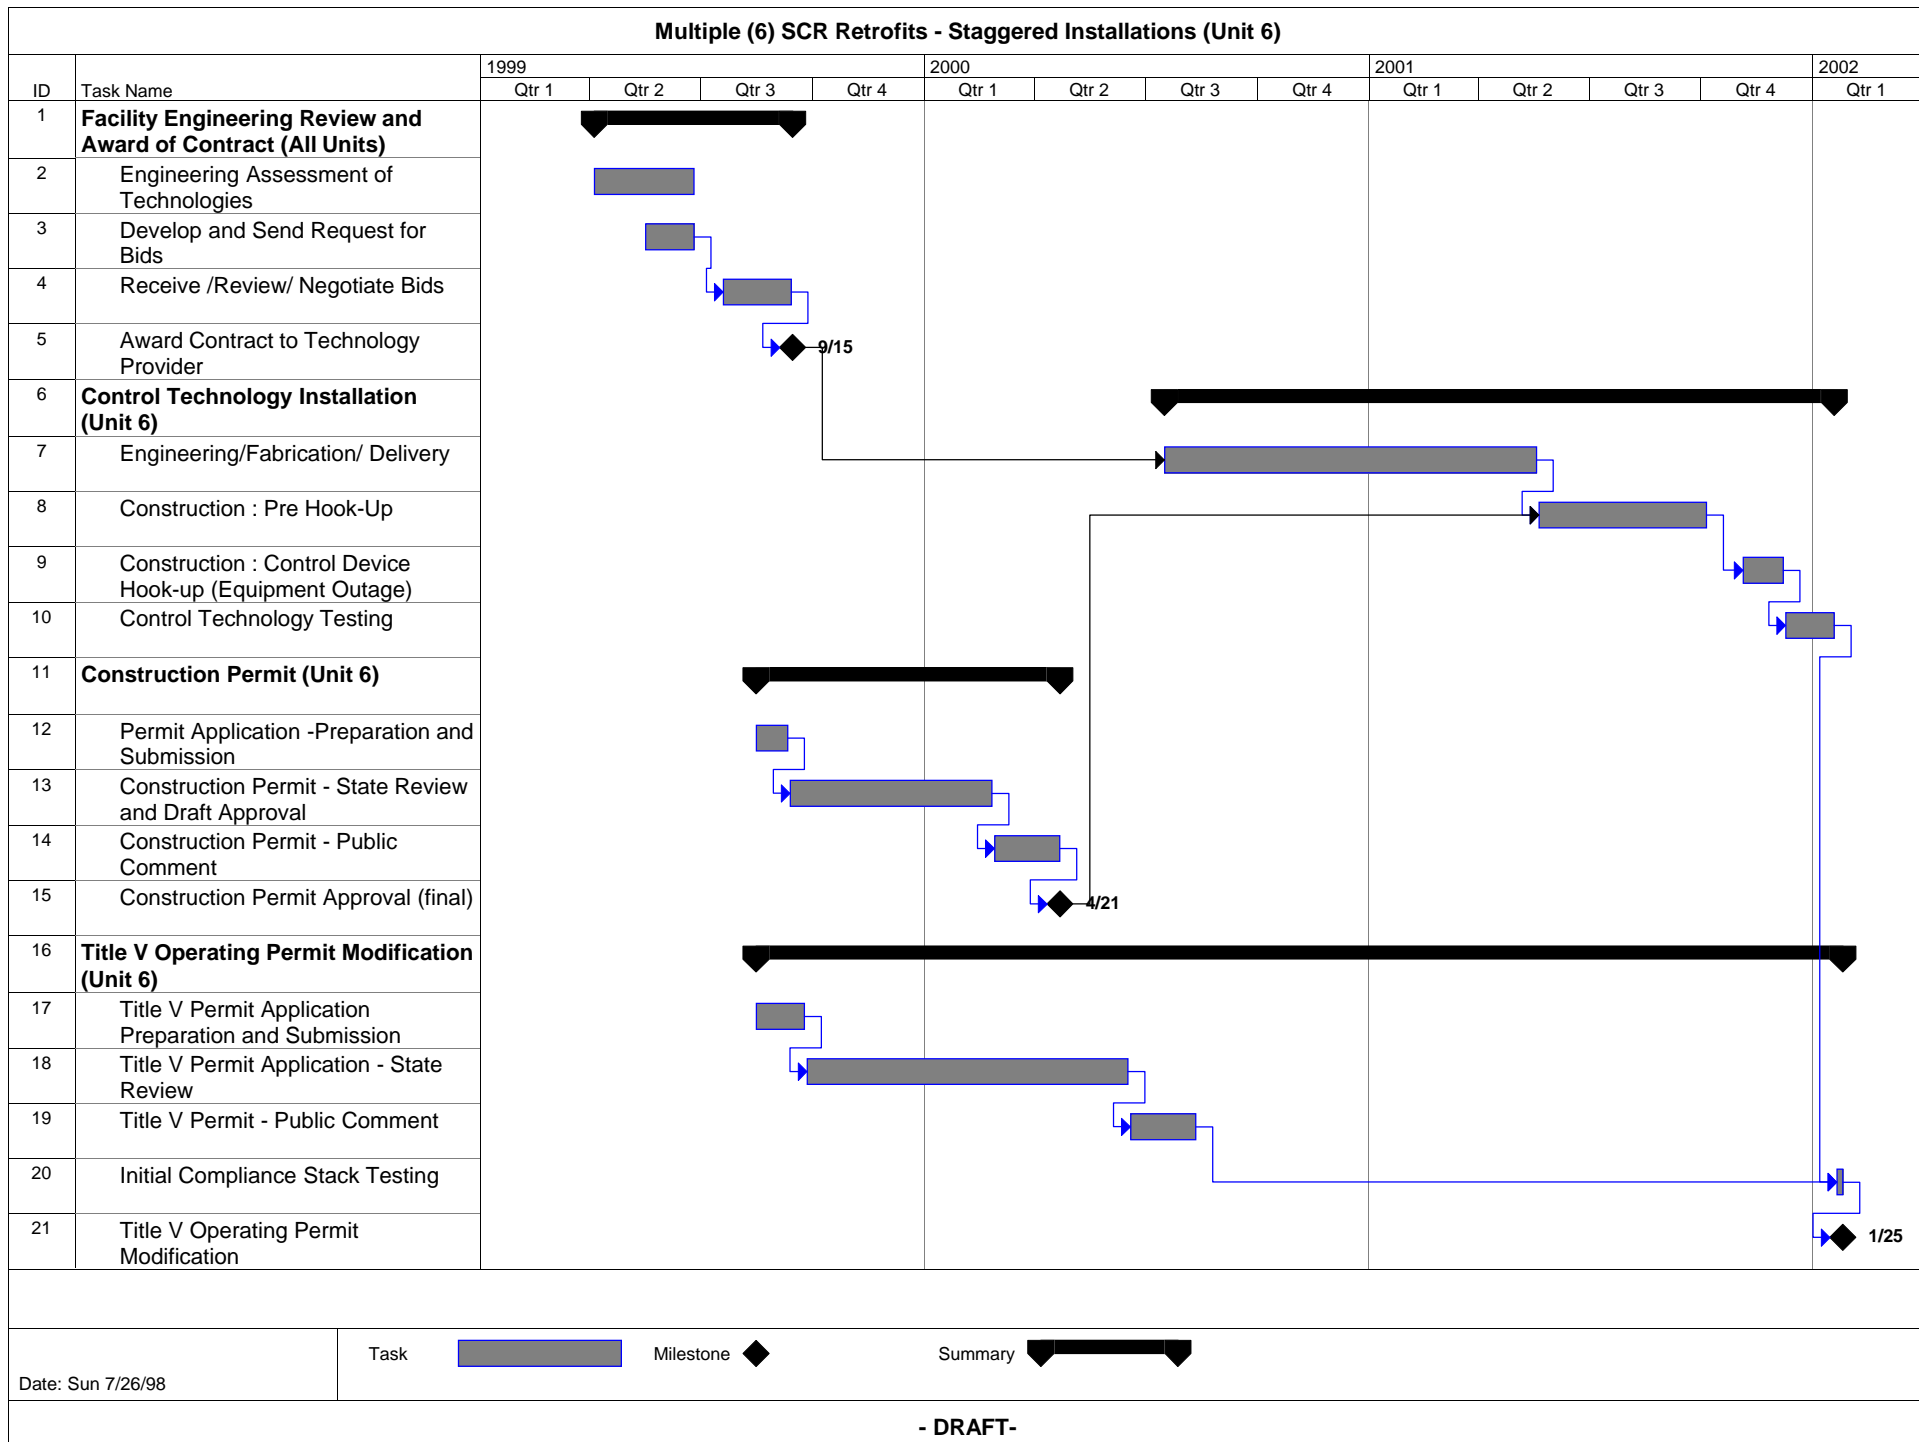 Multiple (6) SCR Retrofits - Staggered Installations (Unit 6)
1999 2000 2001 2002
ID Task Name Qtr 1 Qtr 2 Qtr 3 Qtr 4 Qtr 1 Qtr 2 Qtr 3 Qtr 4 Qtr 1 Qtr 2 Qtr 3 Qtr 4 Qtr 1
1 Facility Engineering Review and
Award of Contract (All Units)
2 Engineering Assessment of
Technologies
3 Develop and Send Request for
Bids
4 Receive /Review/ Negotiate Bids
5 Award Contract to Technology
Provider
9/15
6 Control Technology Installation
(Unit 6)
7 Engineering/Fabrication/ Delivery
8 Construction : Pre Hook-Up
9 Construction : Control Device
Hook-up (Equipment Outage)
10 Control Technology Testing
11 Construction Permit (Unit 6)
12 Permit Application -Preparation and
Submission
13 Construction Permit - State Review
and Draft Approval
14 Construction Permit - Public
Comment
15 Construction Permit Approval (final)
4/21
16 Title V Operating Permit Modification
(Unit 6)
17 Title V Permit Application
Preparation and Submission
18 Title V Permit Application - State
Review
19 Title V Permit - Public Comment
20 Initial Compliance Stack Testing
21 Title V Operating Permit
Modification
1/25
Task Milestone Summary
Date: Sun 7/26/98
- DRAFT-